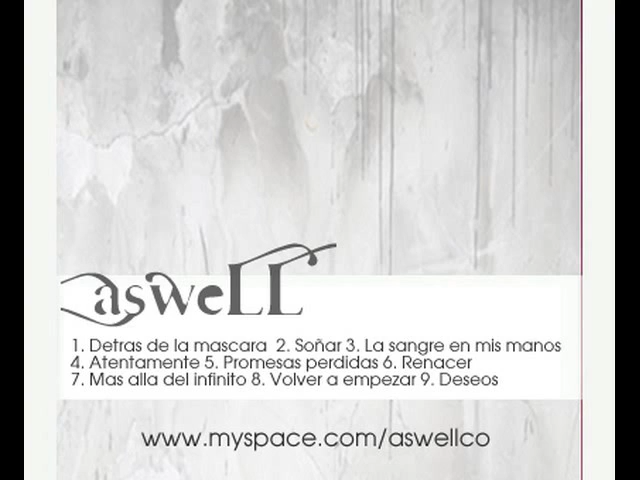 asweLL
1. Detras de la mascara 2. Soñar 3. La sangre en mis manos
4. Atentamente 5. Promesas perdidas 6. Renacer
7. Mas alla del infinito 8. Volver a empezar 9. Deseos
www.myspace.com/aswellco